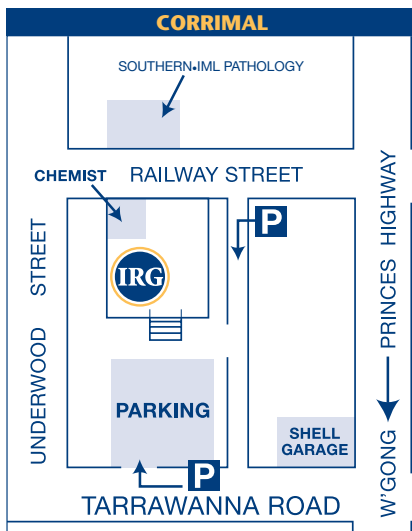 CORRIMAL
SOUTHERN•IML PATHOLOGY
CHEMIST
RAILWAY STREET
P
IRG
UNDERWOOD STREET
PRINCES HIGHWAY
PARKING
SHELL
GARAGE
P
W'GONG
TARRAWANNA ROAD